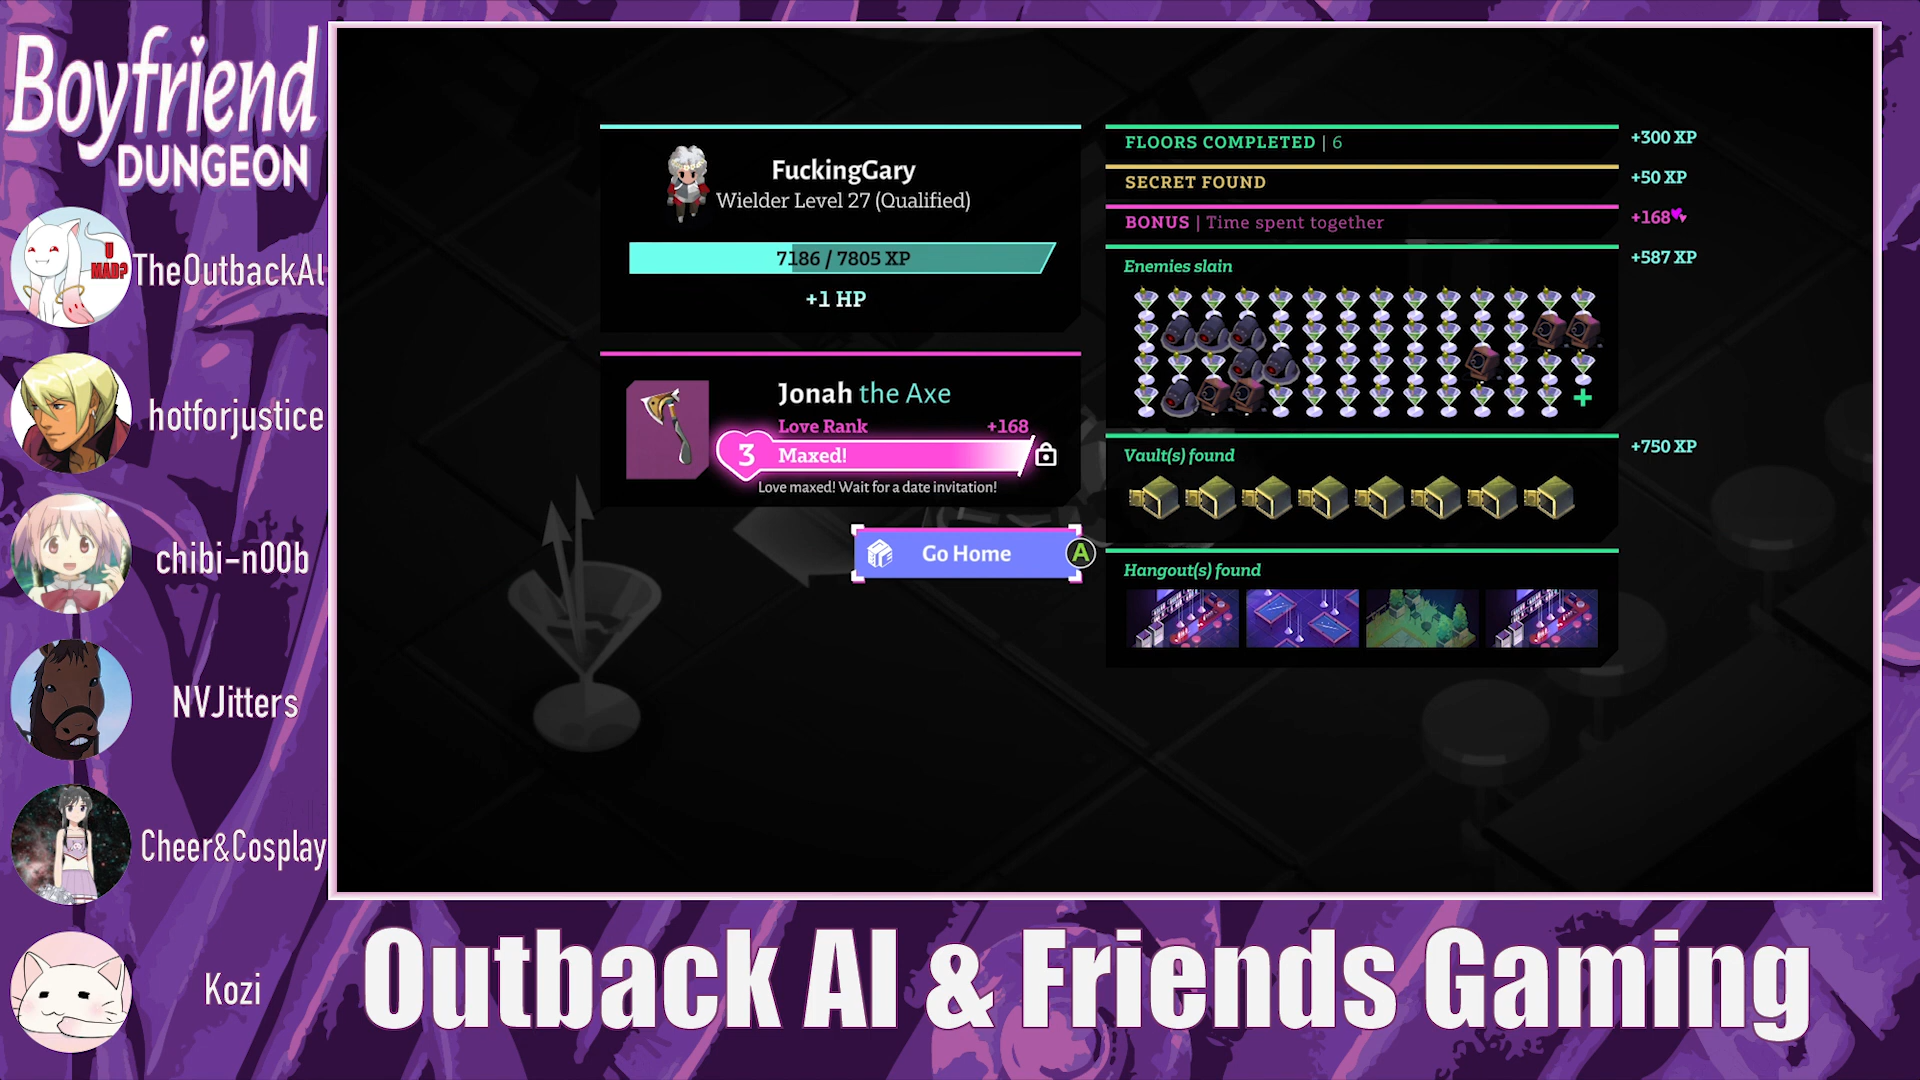 Boyfriend
DUNGEON
U
MAD?
TheOutbackAl
hotforjustice
chibi-n00b
NVJitters
Cheer&Cosplay
Kozi
FuckingGary
Wielder Level 27 (Qualified)
7186 / 7805 XP
+1 HP
Jonah the Axe
Love Rank +168
3 Maxed!
Love maxed! Wait for a date invitation!
Go Home A
FLOORS COMPLETED | 6 +300 XP
SECRET FOUND +50 XP
BONUS | Time spent together +168
Enemies slain +587 XP
+
Vault(s) found +750 XP
Hangout(s) found
Outback Al & Friends Gaming